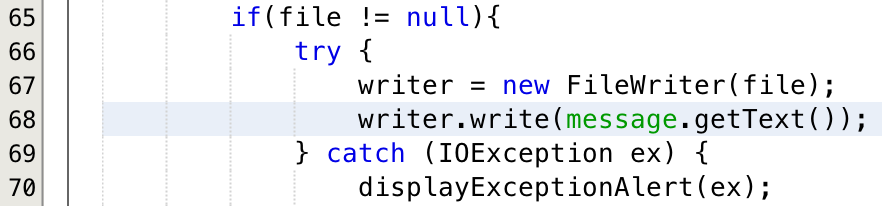 65 if(file != null){
66 try {
67 writer = new FileWriter(file);
68 writer.write(message.getText());
69 } catch (IOException ex) {
70 displayExceptionAlert(ex);